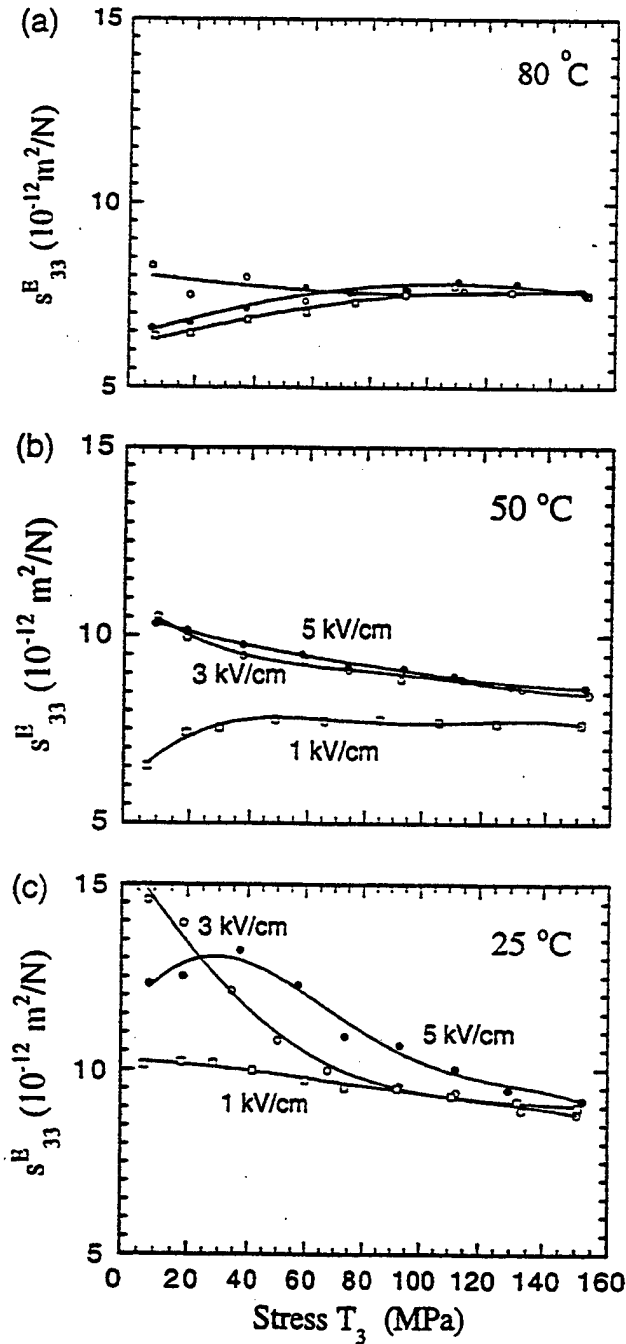 (a)
15
80 °C
10
5
s^E_33 (10^-12 m^2/N)
(b)
15
50 °C
10
5 kV/cm
3 kV/cm
1 kV/cm
5
s^E_33 (10^-12 m^2/N)
(c)
15
3 kV/cm
25 °C
5 kV/cm
10
1 kV/cm
5
s^E_33 (10^-12 m^2/N)
0 20 40 60 80 100 120 140 160
Stress T_3 (MPa)